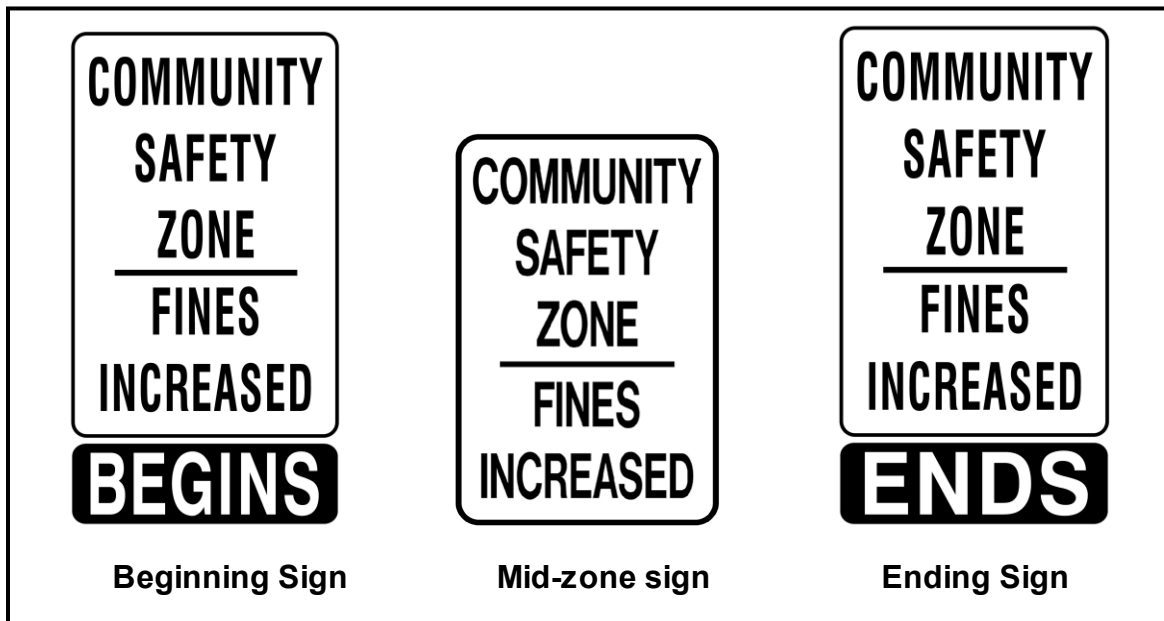 COMMUNITY
SAFETY
ZONE
FINES
INCREASED
BEGINS
Beginning Sign
COMMUNITY
SAFETY
ZONE
FINES
INCREASED
Mid-zone sign
COMMUNITY
SAFETY
ZONE
FINES
INCREASED
ENDS
Ending Sign